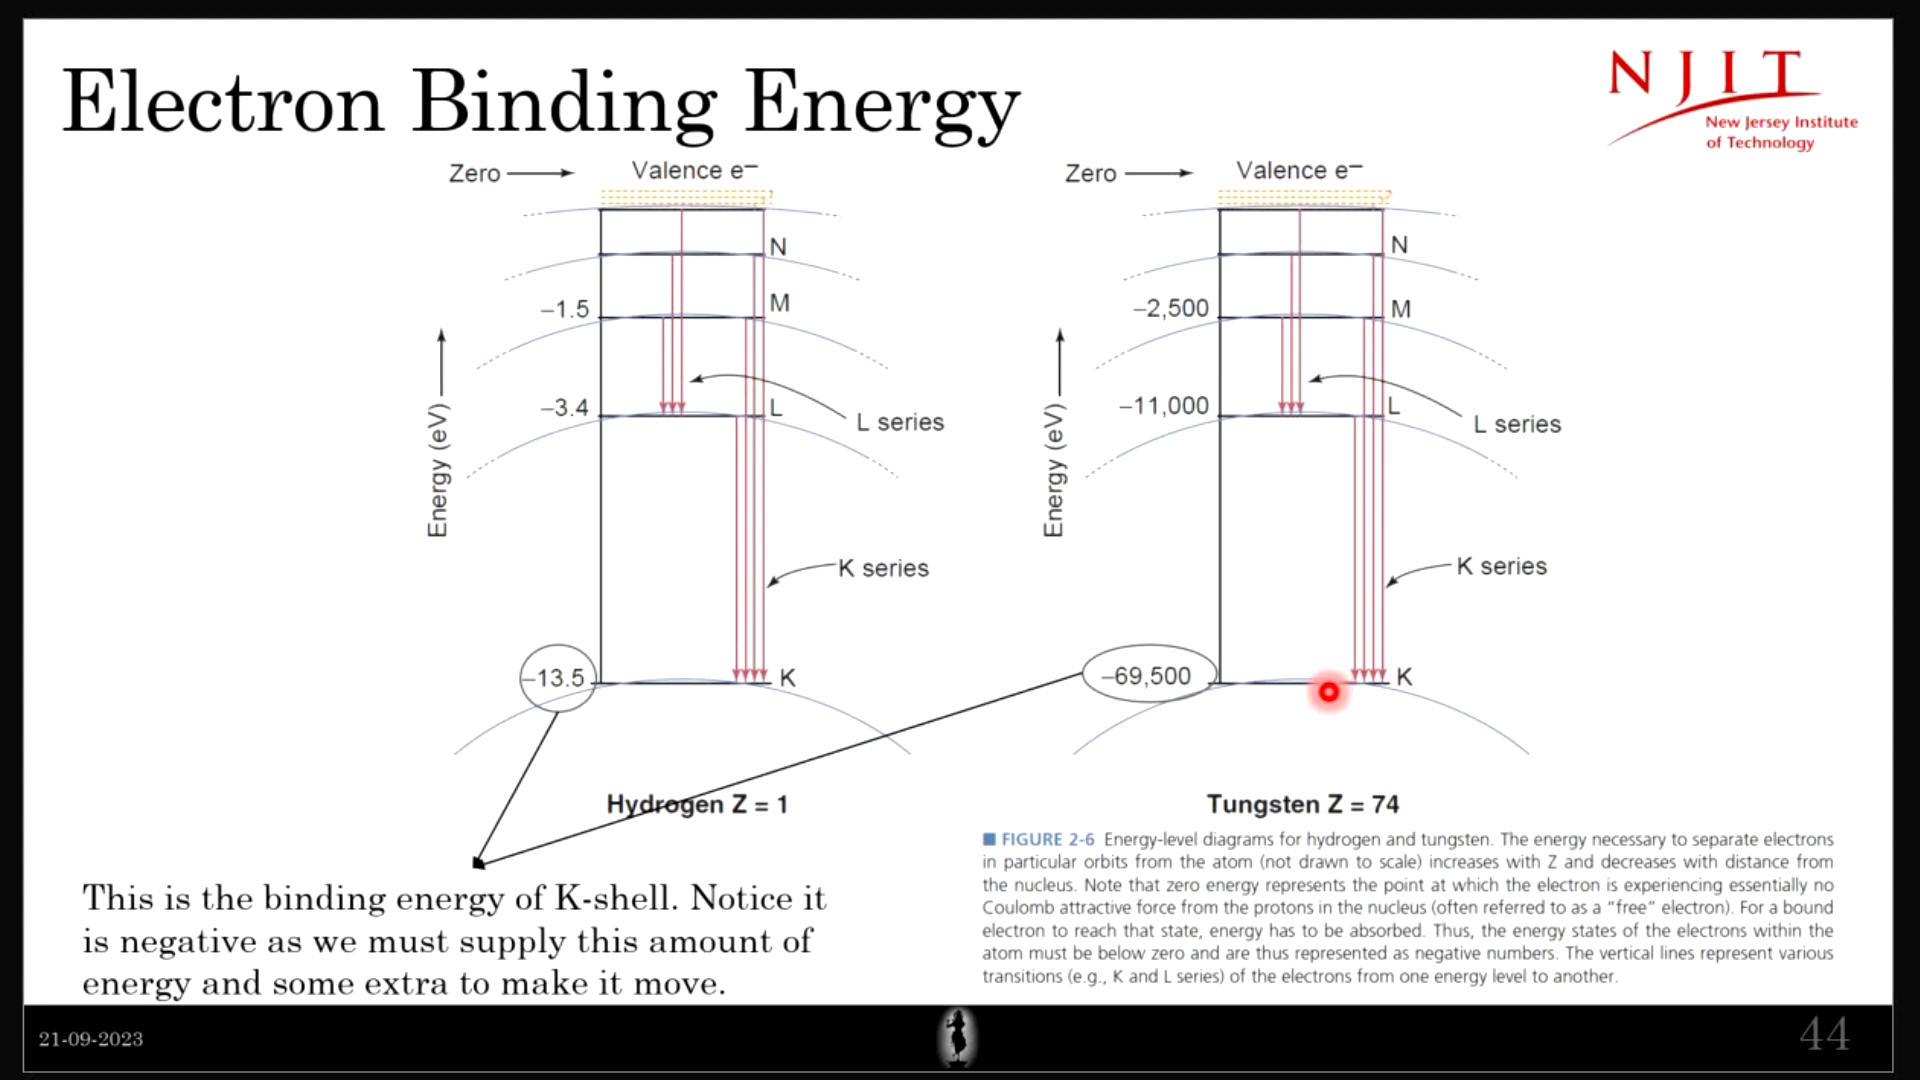 Electron Binding Energy
NJIT
New Jersey Institute
of Technology
Zero
Valence e−
N
−1.5
M
−3.4
L
L series
Energy (eV)
K series
−13.5
K
Hydrogen Z = 1
Zero
Valence e−
N
−2,500
M
−11,000
L
L series
Energy (eV)
K series
−69,500
K
Tungsten Z = 74
FIGURE 2-6 Energy-level diagrams for hydrogen and tungsten. The energy necessary to separate electrons
in particular orbits from the atom (not drawn to scale) increases with Z and decreases with distance from
the nucleus. Note that zero energy represents the point at which the electron is experiencing essentially no
Coulomb attractive force from the protons in the nucleus (often referred to as a “free” electron). For a bound
electron to reach that state, energy has to be absorbed. Thus, the energy states of the electrons within the
atom must be below zero and are thus represented as negative numbers. The vertical lines represent various
transitions (e.g., K and L series) of the electrons from one energy level to another.
This is the binding energy of K-shell. Notice it
is negative as we must supply this amount of
energy and some extra to make it move.
21-09-2023
44